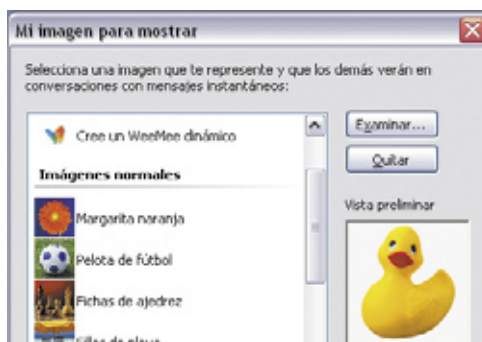 Mi imagen para mostrar
Selecciona una imagen que te represente y que los demás verán en
conversaciones con mensajes instantáneos:
Cree un WeeMee dinámico
Examinar...
Quitar
Imágenes normales
Vista preliminar
Margarita naranja
Pelota de fútbol
Fichas de ajedrez